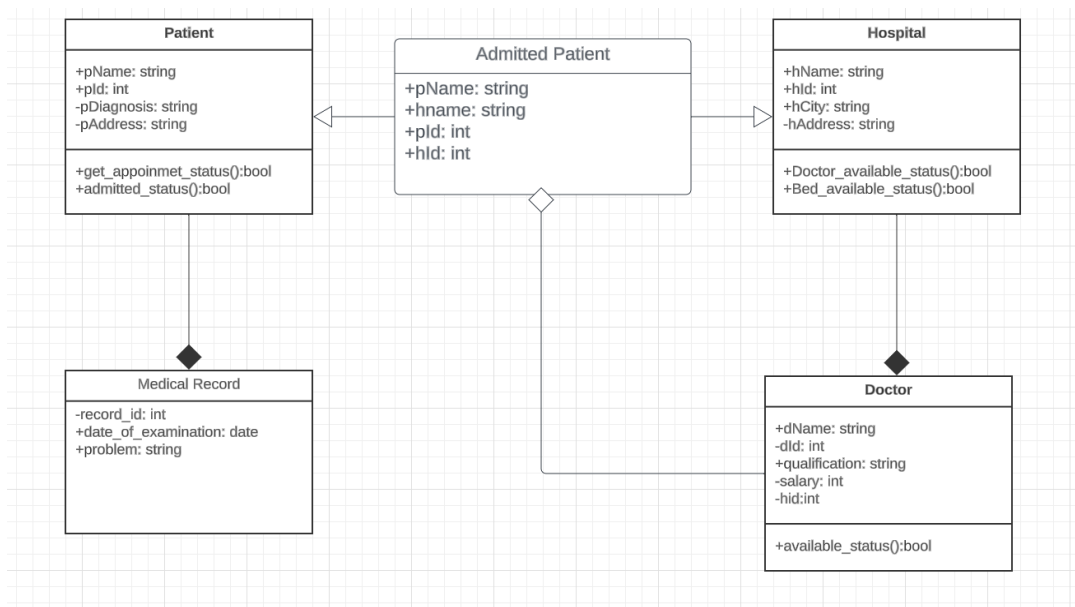 Patient
+pName: string
+pId: int
-pDiagnosis: string
-pAddress: string
+get_appoinmet_status():bool
+admitted_status():bool
Admitted Patient
+pName: string
+hname: string
+pId: int
+hId: int
Hospital
+hName: string
+hId: int
+hCity: string
-hAddress: string
+Doctor_available_status():bool
+Bed_available_status():bool
Medical Record
-record_id: int
+date_of_examination: date
+problem: string
Doctor
+dName: string
-dId: int
+qualification: string
-salary: int
-hid:int
+available_status():bool